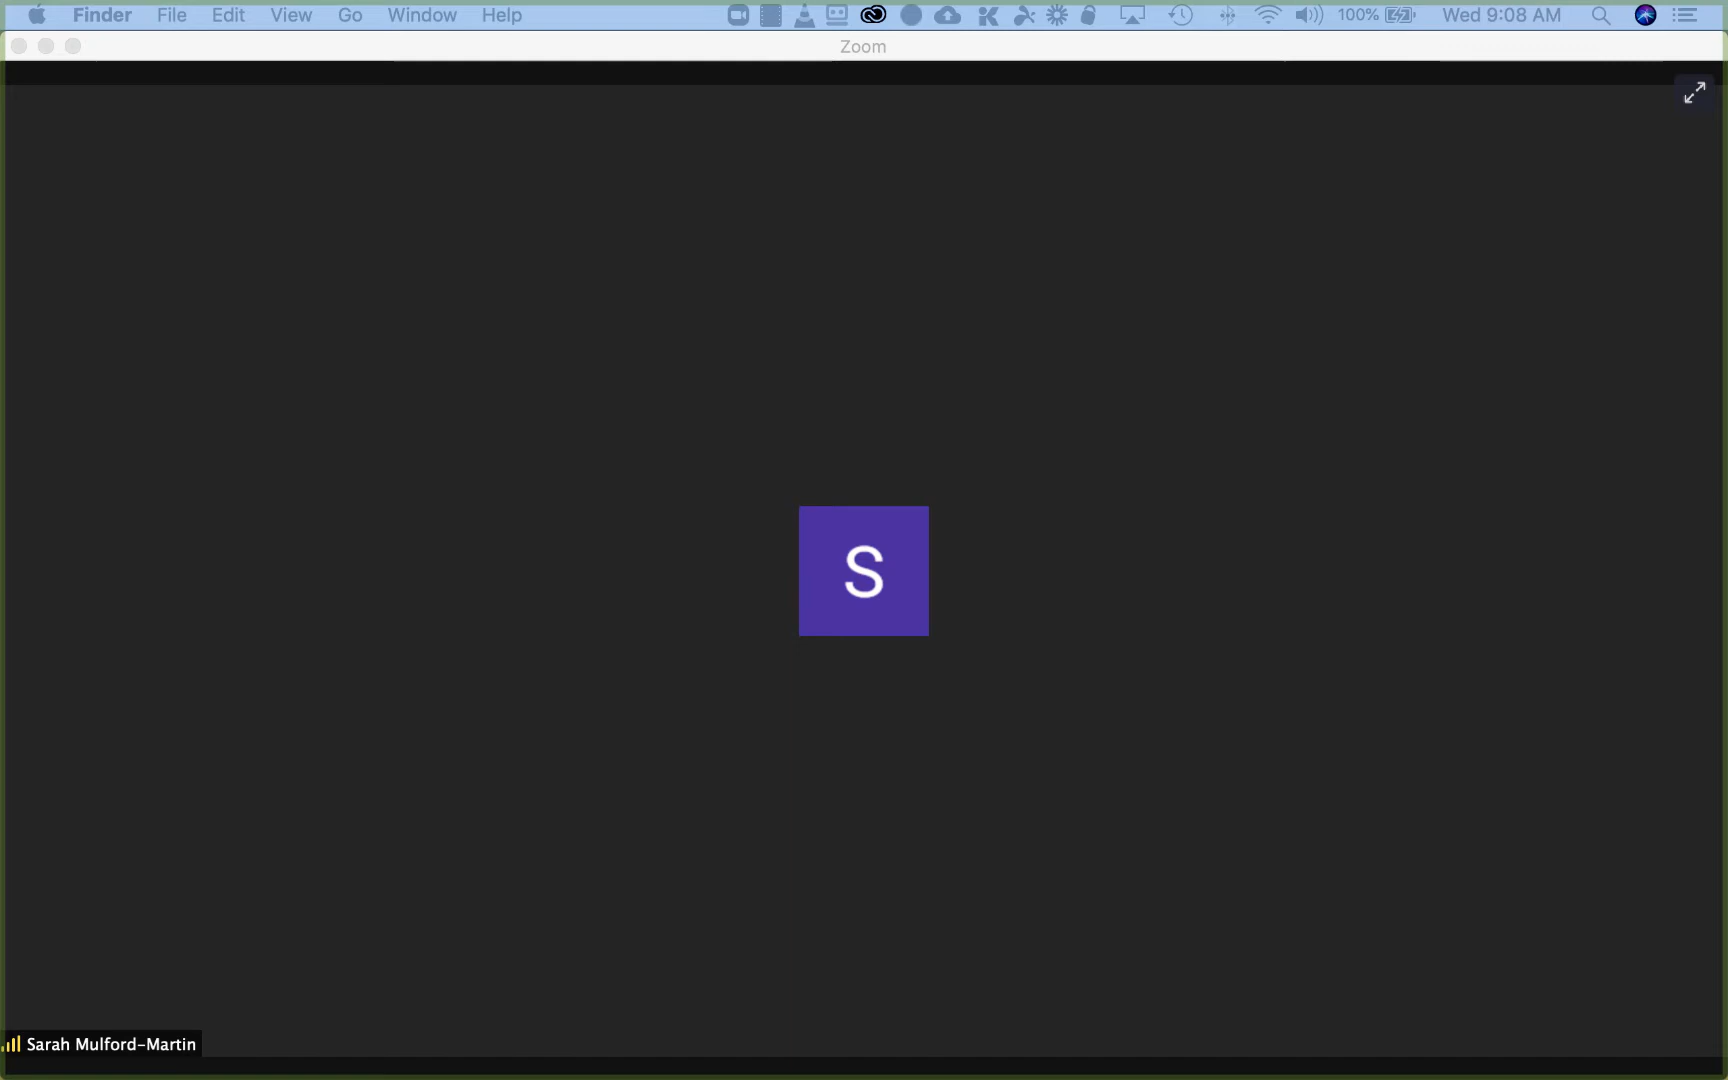 Finder File Edit View Go Window Help 100% Wed 9:08 AM
Zoom
S
Sarah Mulford-Martin